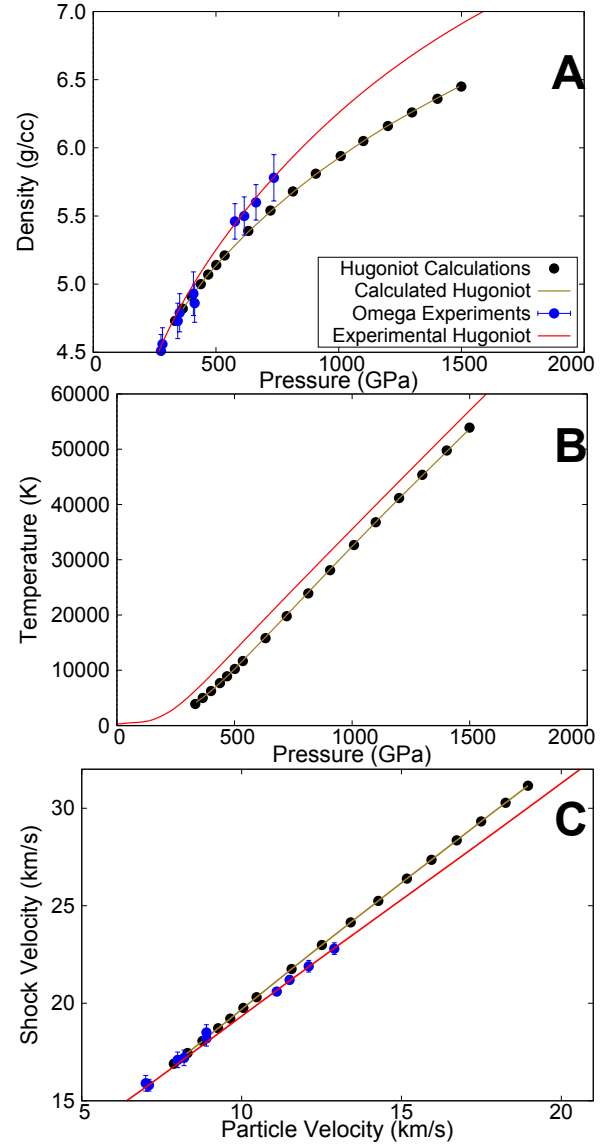 7.0
6.5
6.0
5.5
5.0
4.5
Density (g/cc)
A
Hugoniot Calculations
Calculated Hugoniot
Omega Experiments
Experimental Hugoniot
500 1000 1500 2000
Pressure (GPa)
60000
50000
40000
30000
20000
10000
0
Temperature (K)
B
0 500 1000 1500 2000
Pressure (GPa)
30
25
20
15
Shock Velocity (km/s)
C
5 10 15 20
Particle Velocity (km/s)